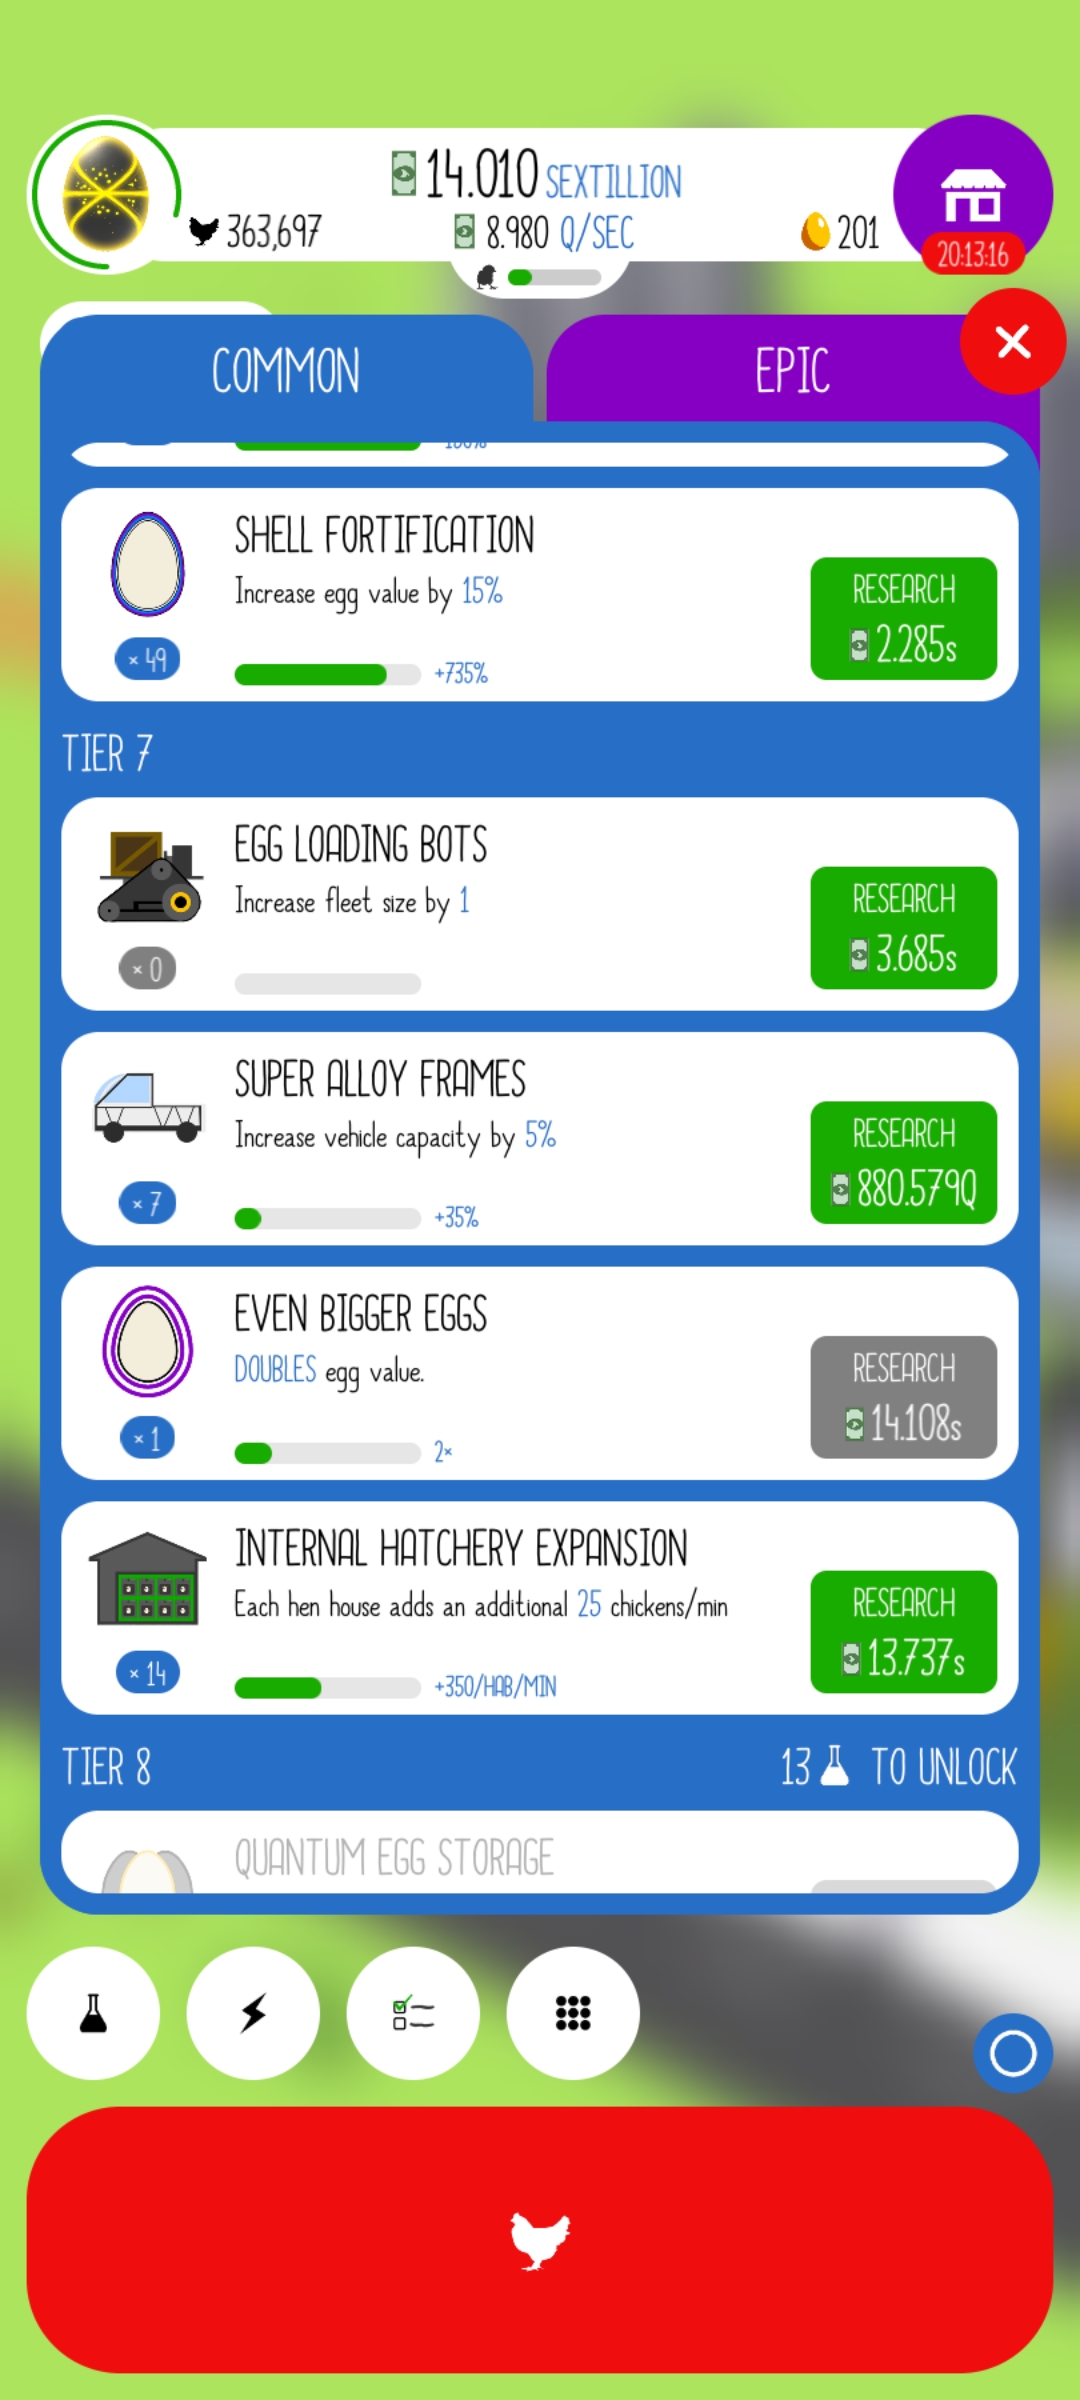 14.010 SEXTILLION
363,697
8.980 Q/SEC
201
20:13:16
COMMON
EPIC
SHELL FORTIFICATION
Increase egg value by 15%
RESEARCH
2.285s
× 49
+735%
TIER 7
EGG LOADING BOTS
Increase fleet size by 1
RESEARCH
3.685s
× 0
SUPER ALLOY FRAMES
Increase vehicle capacity by 5%
RESEARCH
880.579Q
× 7
+35%
EVEN BIGGER EGGS
DOUBLES egg value.
RESEARCH
14.108s
× 1
2×
INTERNAL HATCHERY EXPANSION
Each hen house adds an additional 25 chickens/min
RESEARCH
13.737s
× 14
+350/HAB/MIN
TIER 8
13 TO UNLOCK
QUANTUM EGG STORAGE